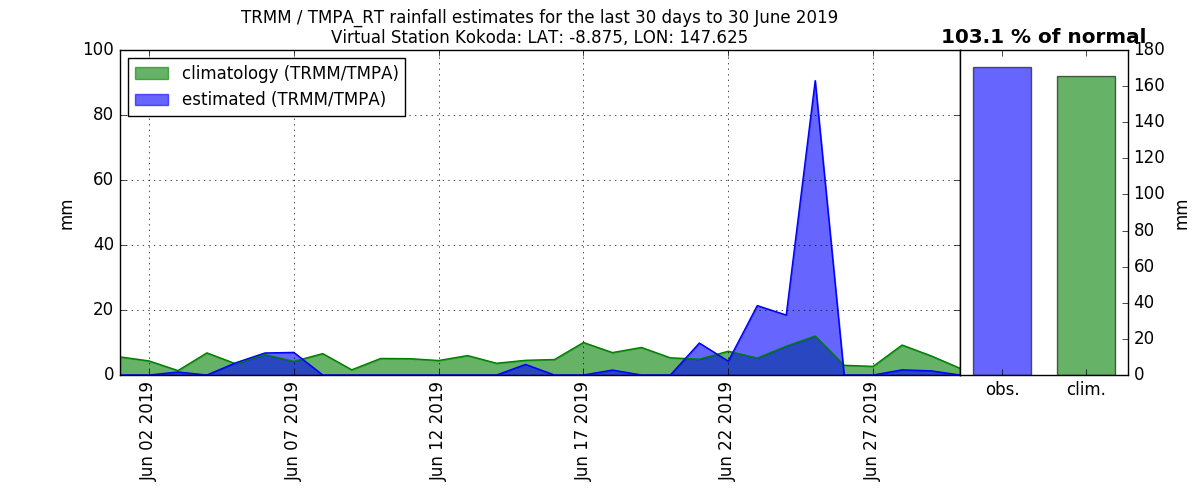 TRMM / TMPA_RT rainfall estimates for the last 30 days to 30 June 2019
Virtual Station Kokoda: LAT: -8.875, LON: 147.625
103.1 % of normal
climatology (TRMM/TMPA)
estimated (TRMM/TMPA)
100
80
60
40
20
0
mm
Jun 02 2019
Jun 07 2019
Jun 12 2019
Jun 17 2019
Jun 22 2019
Jun 27 2019
180
160
140
120
100
80
60
40
20
0
mm
obs.
clim.